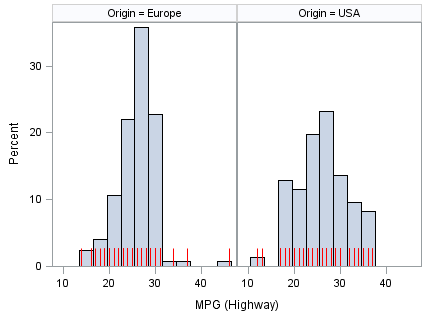 Origin = Europe
Origin = USA
Percent
30
20
10
0
10 20 30 40
10 20 30 40
MPG (Highway)